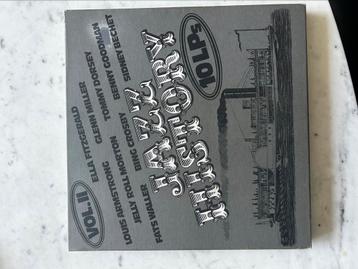 VOL. II
ELLA FITZGERALD
GLENN MILLER
TOMMY DORSEY
BENNY GOODMAN
SIDNEY BECHET
LOUIS ARMSTRONG
JELLY ROLL MORTON
FATS WALLER
BING CROSBY
JAZZ
HISTORY
10 LPs